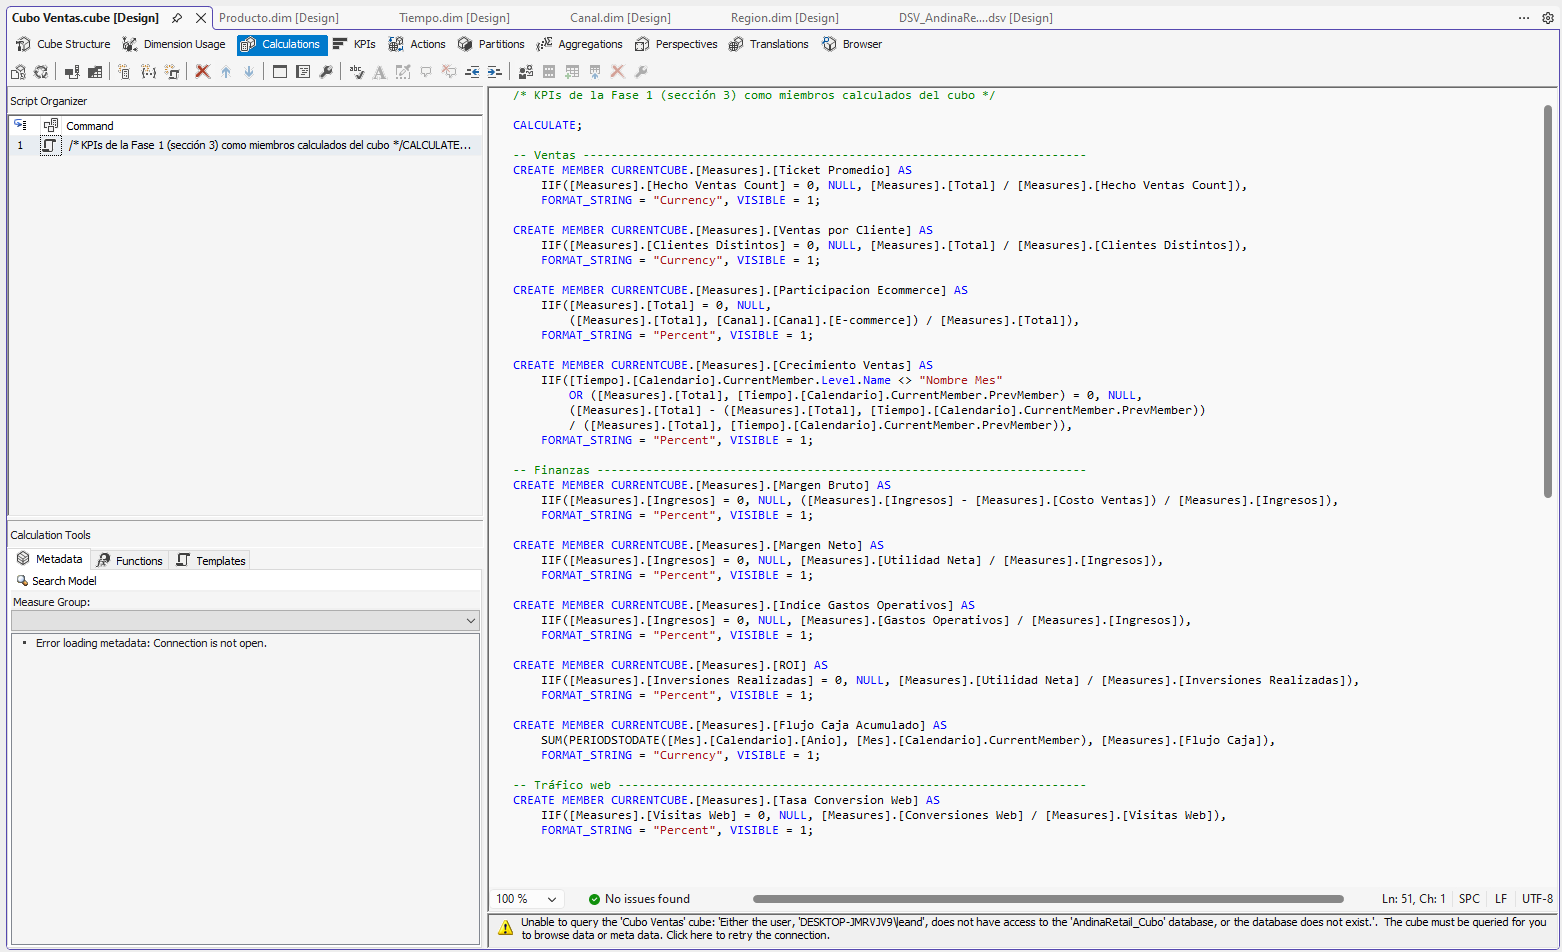 Cubo Ventas.cube [Design]
Producto.dim [Design]
Tiempo.dim [Design]
Canal.dim [Design]
Region.dim [Design]
DSV_AndinaRe....dsv [Design]
Cube Structure
Dimension Usage
Calculations
KPIs
Actions
Partitions
Aggregations
Perspectives
Translations
Browser
Script Organizer
Command
1 /* KPIs de la Fase 1 (sección 3) como miembros calculados del cubo */CALCULATE...
Calculation Tools
Metadata
Functions
Templates
Search Model
Measure Group:
Error loading metadata: Connection is not open.
/* KPIs de la Fase 1 (sección 3) como miembros calculados del cubo */
CALCULATE;
-- Ventas ------------------------------------------------------------------------
CREATE MEMBER CURRENTCUBE.[Measures].[Ticket Promedio] AS
IIF([Measures].[Hecho Ventas Count] = 0, NULL, [Measures].[Total] / [Measures].[Hecho Ventas Count]),
FORMAT_STRING = "Currency", VISIBLE = 1;
CREATE MEMBER CURRENTCUBE.[Measures].[Ventas por Cliente] AS
IIF([Measures].[Clientes Distintos] = 0, NULL, [Measures].[Total] / [Measures].[Clientes Distintos]),
FORMAT_STRING = "Currency", VISIBLE = 1;
CREATE MEMBER CURRENTCUBE.[Measures].[Participacion Ecommerce] AS
IIF([Measures].[Total] = 0, NULL,
([Measures].[Total], [Canal].[Canal].[E-commerce]) / [Measures].[Total]),
FORMAT_STRING = "Percent", VISIBLE = 1;
CREATE MEMBER CURRENTCUBE.[Measures].[Crecimiento Ventas] AS
IIF([Tiempo].[Calendario].CurrentMember.Level.Name <> "Nombre Mes"
OR ([Measures].[Total], [Tiempo].[Calendario].CurrentMember.PrevMember) = 0, NULL,
([Measures].[Total] - ([Measures].[Total], [Tiempo].[Calendario].CurrentMember.PrevMember))
/ ([Measures].[Total], [Tiempo].[Calendario].CurrentMember.PrevMember)),
FORMAT_STRING = "Percent", VISIBLE = 1;
-- Finanzas ----------------------------------------------------------------------
CREATE MEMBER CURRENTCUBE.[Measures].[Margen Bruto] AS
IIF([Measures].[Ingresos] = 0, NULL, ([Measures].[Ingresos] - [Measures].[Costo Ventas]) / [Measures].[Ingresos]),
FORMAT_STRING = "Percent", VISIBLE = 1;
CREATE MEMBER CURRENTCUBE.[Measures].[Margen Neto] AS
IIF([Measures].[Ingresos] = 0, NULL, [Measures].[Utilidad Neta] / [Measures].[Ingresos]),
FORMAT_STRING = "Percent", VISIBLE = 1;
CREATE MEMBER CURRENTCUBE.[Measures].[Indice Gastos Operativos] AS
IIF([Measures].[Ingresos] = 0, NULL, [Measures].[Gastos Operativos] / [Measures].[Ingresos]),
FORMAT_STRING = "Percent", VISIBLE = 1;
CREATE MEMBER CURRENTCUBE.[Measures].[ROI] AS
IIF([Measures].[Inversiones Realizadas] = 0, NULL, [Measures].[Utilidad Neta] / [Measures].[Inversiones Realizadas]),
FORMAT_STRING = "Percent", VISIBLE = 1;
CREATE MEMBER CURRENTCUBE.[Measures].[Flujo Caja Acumulado] AS
SUM(PERIODSTODATE([Mes].[Calendario].[Anio], [Mes].[Calendario].CurrentMember), [Measures].[Flujo Caja]),
FORMAT_STRING = "Currency", VISIBLE = 1;
-- Tráfico web -------------------------------------------------------------------
CREATE MEMBER CURRENTCUBE.[Measures].[Tasa Conversion Web] AS
IIF([Measures].[Visitas Web] = 0, NULL, [Measures].[Conversiones Web] / [Measures].[Visitas Web]),
FORMAT_STRING = "Percent", VISIBLE = 1;
100 %
No issues found
Ln: 51, Ch: 1
SPC
LF
UTF-8
Unable to query the 'Cubo Ventas' cube: 'Either the user, 'DESKTOP-JMRVJV9\leand', does not have access to the 'AndinaRetail_Cubo' database, or the database does not exist.'. The cube must be queried for you
to browse data or meta data. Click here to retry the connection.